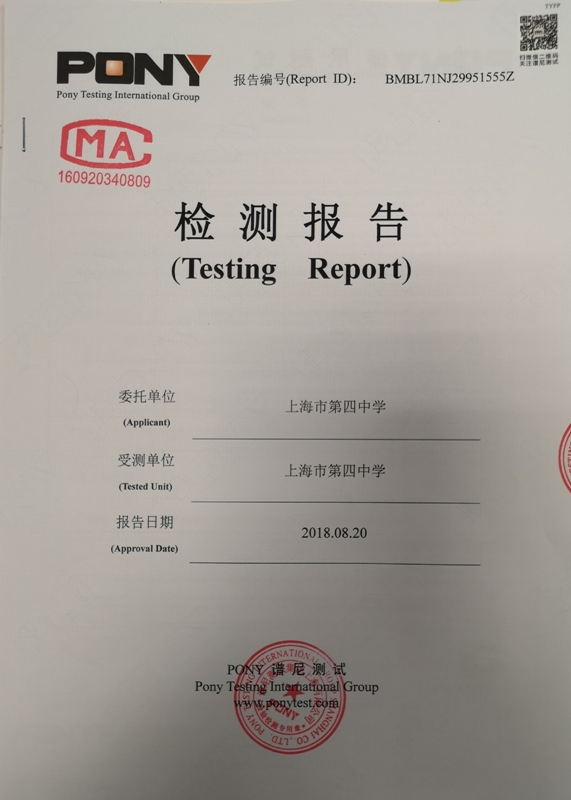 YYPP
扫描维二维码
关注谱尼测试
PONY
Pony Testing International Group
报告编号(Report ID): BMBL71NJ29951555Z
MA
160920340809
检测报告
(Testing Report)
委托单位
(Applicant)
上海市第四中学
受测单位
(Tested Unit)
上海市第四中学
报告日期
(Approval Date)
2018.08.20
PONY 谱尼测试
Pony Testing International Group
www.ponytest.com